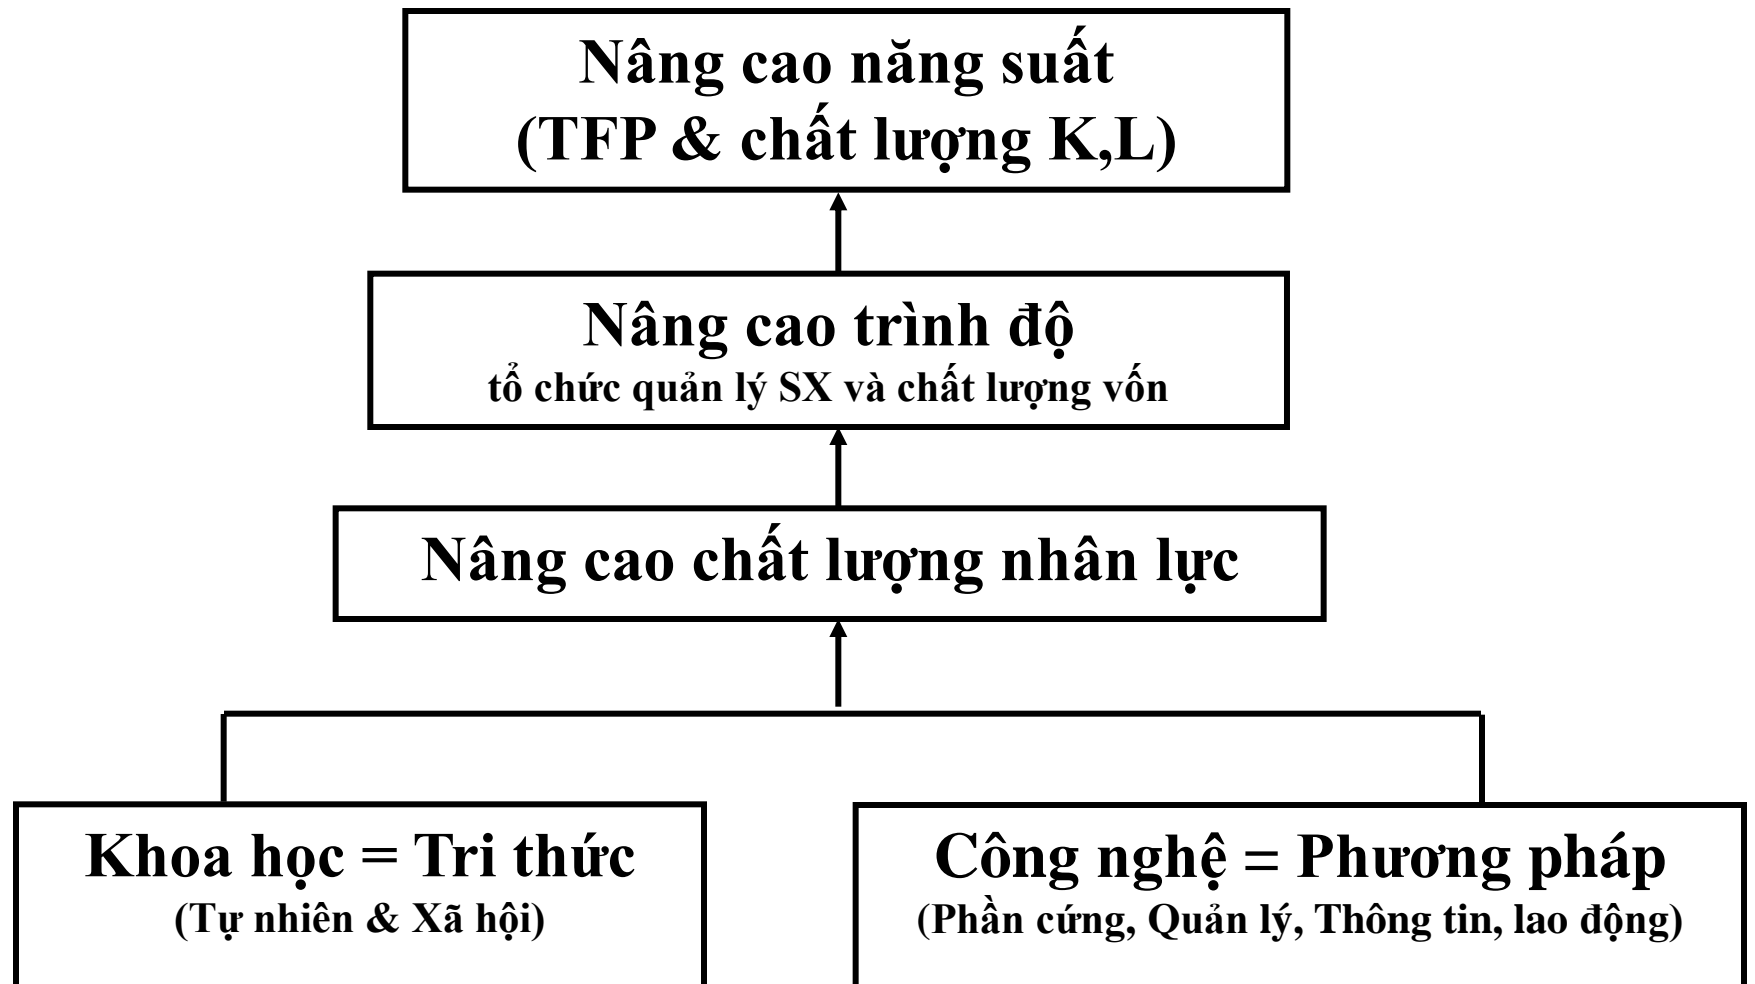 Nâng cao năng suất
(TFP & chất lượng K,L)
Nâng cao trình độ
tổ chức quản lý SX và chất lượng vốn
Nâng cao chất lượng nhân lực
Khoa học = Tri thức
(Tự nhiên & Xã hội)
Công nghệ = Phương pháp
(Phần cứng, Quản lý, Thông tin, lao động)